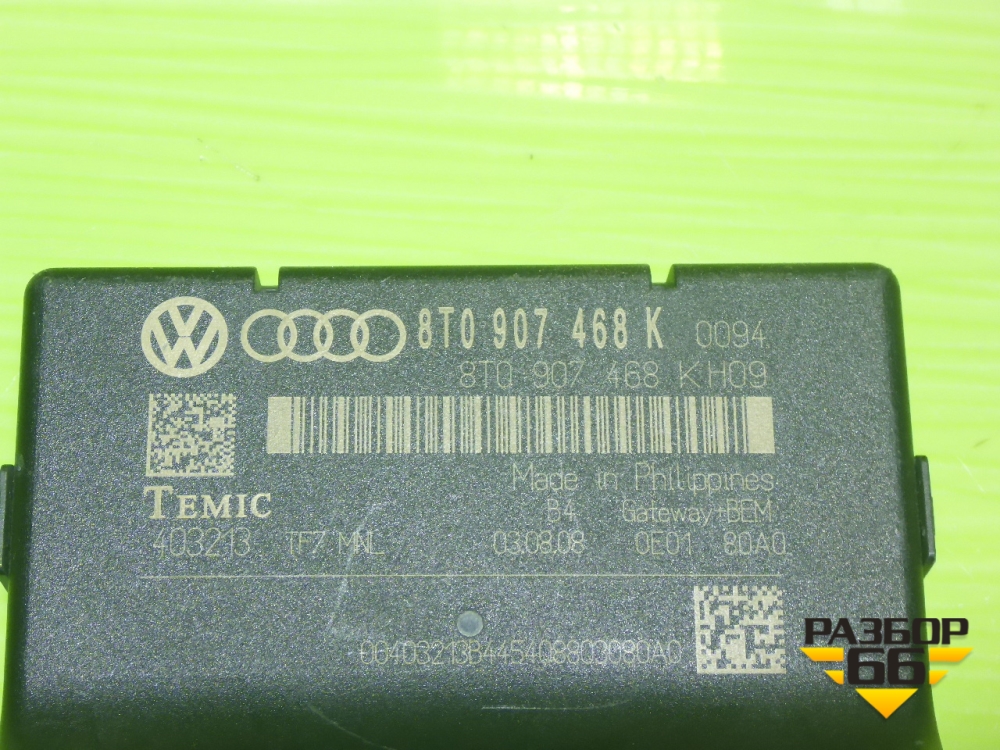 8T0 907 468 K 0094
8T0 907 468 K H09
Made in Philippines
TEMIC B4 Gateway+BEM
403213 TF7 MNL 03.08.08 0E01 80A0
00403213B445408803080A0
РАЗБОР
66